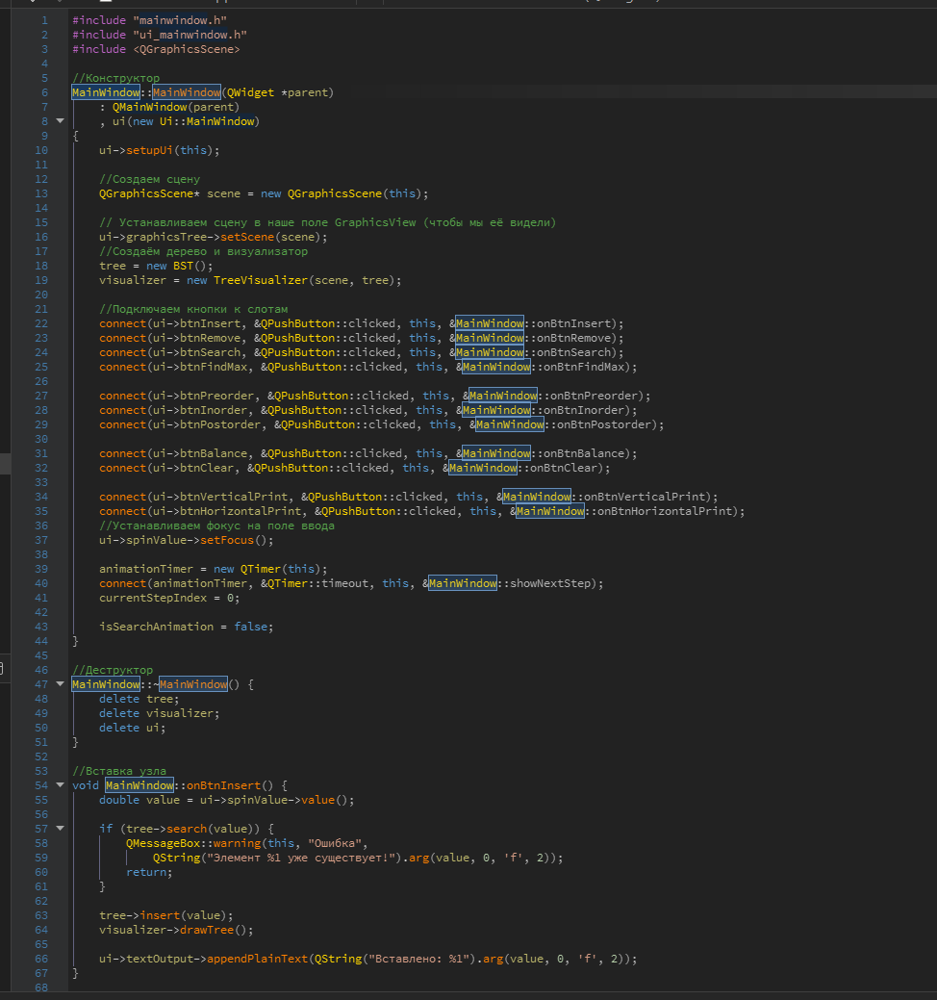 1 #include "mainwindow.h"
2 #include "ui_mainwindow.h"
3 #include <QGraphicsScene>
4
5 //Конструктор
6 MainWindow::MainWindow(QWidget *parent)
7     : QMainWindow(parent)
8     , ui(new Ui::MainWindow)
9 {
10     ui->setupUi(this);
11
12     //Создаем сцену
13     QGraphicsScene* scene = new QGraphicsScene(this);
14
15     // Устанавливаем сцену в наше поле GraphicsView (чтобы мы её видели)
16     ui->graphicsTree->setScene(scene);
17     //Создаём дерево и визуализатор
18     tree = new BST();
19     visualizer = new TreeVisualizer(scene, tree);
20
21     //Подключаем кнопки к слотам
22     connect(ui->btnInsert, &QPushButton::clicked, this, &MainWindow::onBtnInsert);
23     connect(ui->btnRemove, &QPushButton::clicked, this, &MainWindow::onBtnRemove);
24     connect(ui->btnSearch, &QPushButton::clicked, this, &MainWindow::onBtnSearch);
25     connect(ui->btnFindMax, &QPushButton::clicked, this, &MainWindow::onBtnFindMax);
26
27     connect(ui->btnPreorder, &QPushButton::clicked, this, &MainWindow::onBtnPreorder);
28     connect(ui->btnInorder, &QPushButton::clicked, this, &MainWindow::onBtnInorder);
29     connect(ui->btnPostorder, &QPushButton::clicked, this, &MainWindow::onBtnPostorder);
30
31     connect(ui->btnBalance, &QPushButton::clicked, this, &MainWindow::onBtnBalance);
32     connect(ui->btnClear, &QPushButton::clicked, this, &MainWindow::onBtnClear);
33
34     connect(ui->btnVerticalPrint, &QPushButton::clicked, this, &MainWindow::onBtnVerticalPrint);
35     connect(ui->btnHorizontalPrint, &QPushButton::clicked, this, &MainWindow::onBtnHorizontalPrint);
36     //Устанавливаем фокус на поле ввода
37     ui->spinValue->setFocus();
38
39     animationTimer = new QTimer(this);
40     connect(animationTimer, &QTimer::timeout, this, &MainWindow::showNextStep);
41     currentStepIndex = 0;
42
43     isSearchAnimation = false;
44 }
45
46 //Деструктор
47 MainWindow::~MainWindow() {
48     delete tree;
49     delete visualizer;
50     delete ui;
51 }
52
53 //Вставка узла
54 void MainWindow::onBtnInsert() {
55     double value = ui->spinValue->value();
56
57     if (tree->search(value)) {
58         QMessageBox::warning(this, "Ошибка",
59             QString("Элемент %1 уже существует!").arg(value, 0, 'f', 2));
60         return;
61     }
62
63     tree->insert(value);
64     visualizer->drawTree();
65
66     ui->textOutput->appendPlainText(QString("Вставлено: %1").arg(value, 0, 'f', 2));
67 }
68